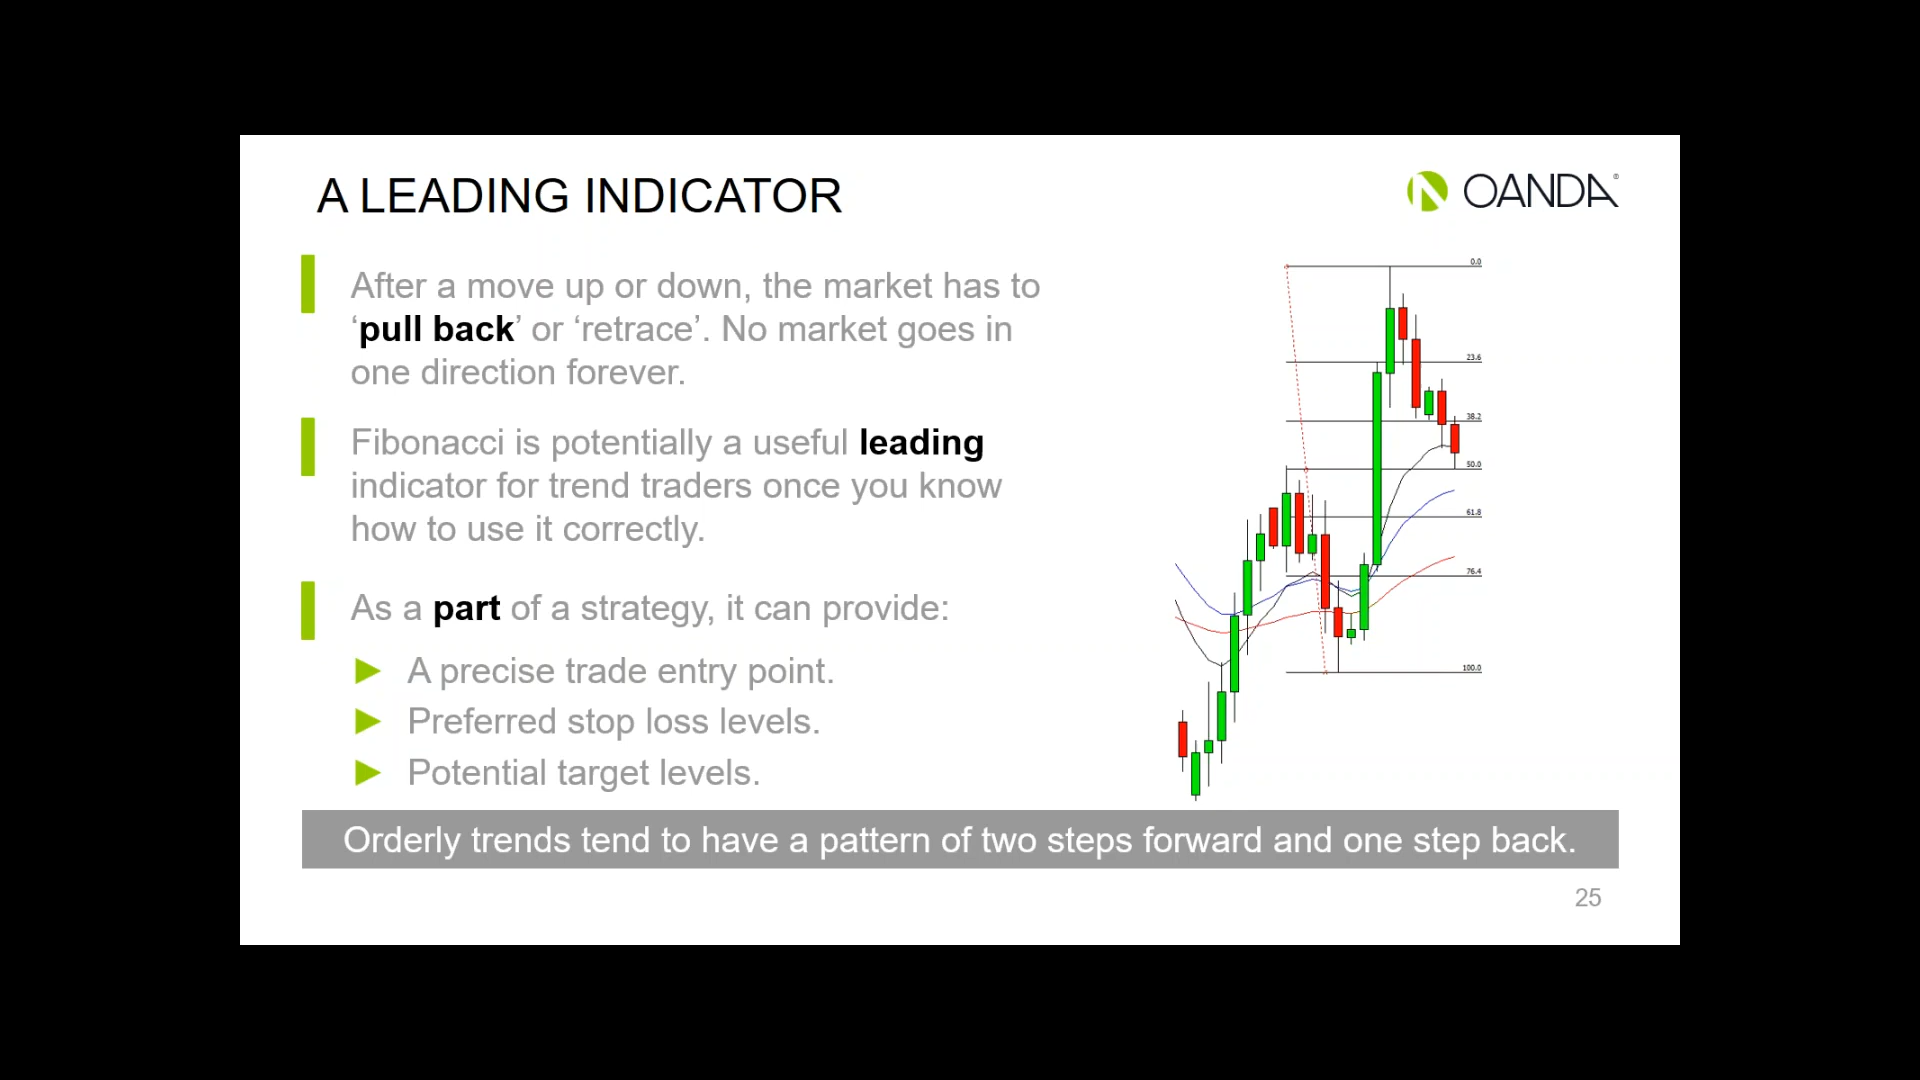 A LEADING INDICATOR
OANDA®
After a move up or down, the market has to
‘pull back’ or ‘retrace’. No market goes in
one direction forever.
Fibonacci is potentially a useful leading
indicator for trend traders once you know
how to use it correctly.
As a part of a strategy, it can provide:
► A precise trade entry point.
► Preferred stop loss levels.
► Potential target levels.
0.0
23.6
38.2
50.0
61.8
76.4
100.0
Orderly trends tend to have a pattern of two steps forward and one step back.
25